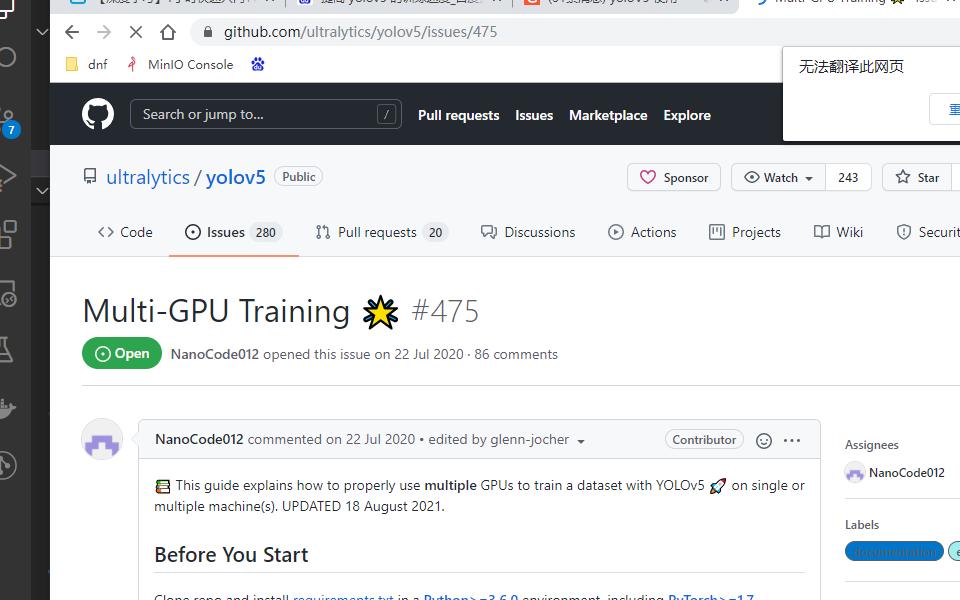 github.com/ultralytics/yolov5/issues/475
dnf MinIO Console
无法翻译此网页
7
Search or jump to... /
Pull requests Issues Marketplace Explore
ultralytics / yolov5 Public
Sponsor Watch 243 Star
Code Issues 280 Pull requests 20 Discussions Actions Projects Wiki Securit
Multi-GPU Training #475
Open NanoCode012 opened this issue on 22 Jul 2020 · 86 comments
NanoCode012 commented on 22 Jul 2020 • edited by glenn-jocher Contributor
Assignees
NanoCode012
This guide explains how to properly use multiple GPUs to train a dataset with YOLOv5 on single or
multiple machine(s). UPDATED 18 August 2021.
Labels
documentation
Before You Start
Clone repo and install requirements.txt in a Python>=3.6.0 environment, including PyTorch>=1.7